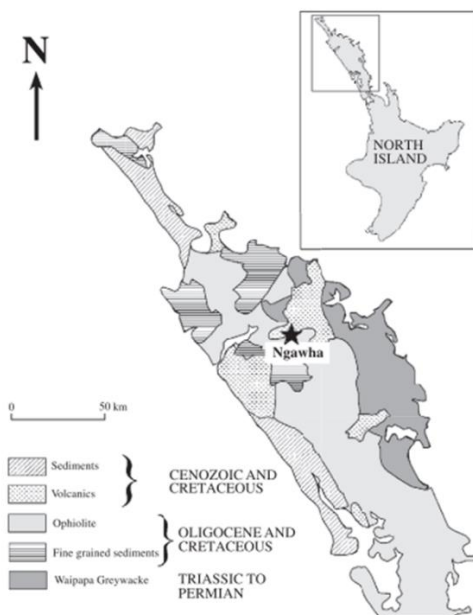 N
NORTH
ISLAND
Ngawha
0 50 km
Sediments
Volcanics
CENOZOIC AND
CRETACEOUS
Ophiolite
Fine grained sediments
OLIGOCENE AND
CRETACEOUS
Waipapa Greywacke
TRIASSIC TO
PERMIAN